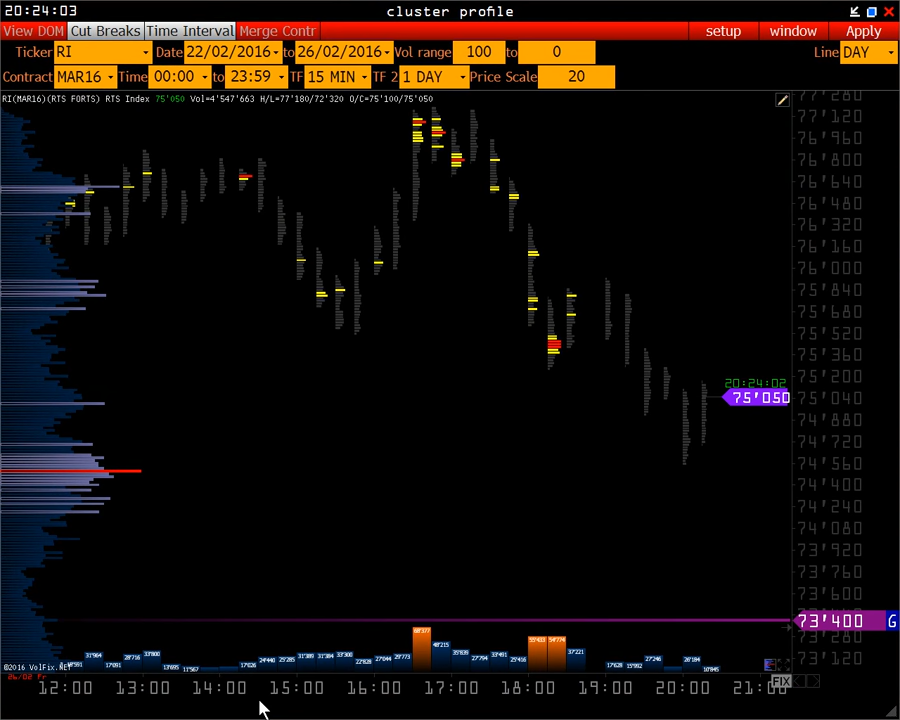 20:24:03 cluster profile
View DOM Cut Breaks Time Interval Merge Contr setup window Apply
Ticker RI Date 22/02/2016 to 26/02/2016 Vol range 100 to 0 Line DAY
Contract MAR16 Time 00:00 to 23:59 TF 15 MIN TF 2 1 DAY Price Scale 20
RI(MAR16)(RTS FORTS) RTS Index 75'050 Vol=4'547'663 H/L=77'180/72'320 O/C=75'100/75'050
77'280
77'120
76'960
76'800
76'640
76'480
76'320
76'160
76'000
75'840
75'680
75'520
75'360
75'200
20:24:02
75'050
75'040
74'880
74'720
74'560
74'400
74'240
74'080
73'920
73'760
73'600
73'400 G
73'280
73'120
©2016 VolFix.NET
26/02 Fr
12:00 13:00 14:00 15:00 16:00 17:00 18:00 19:00 20:00 21:00
FIX